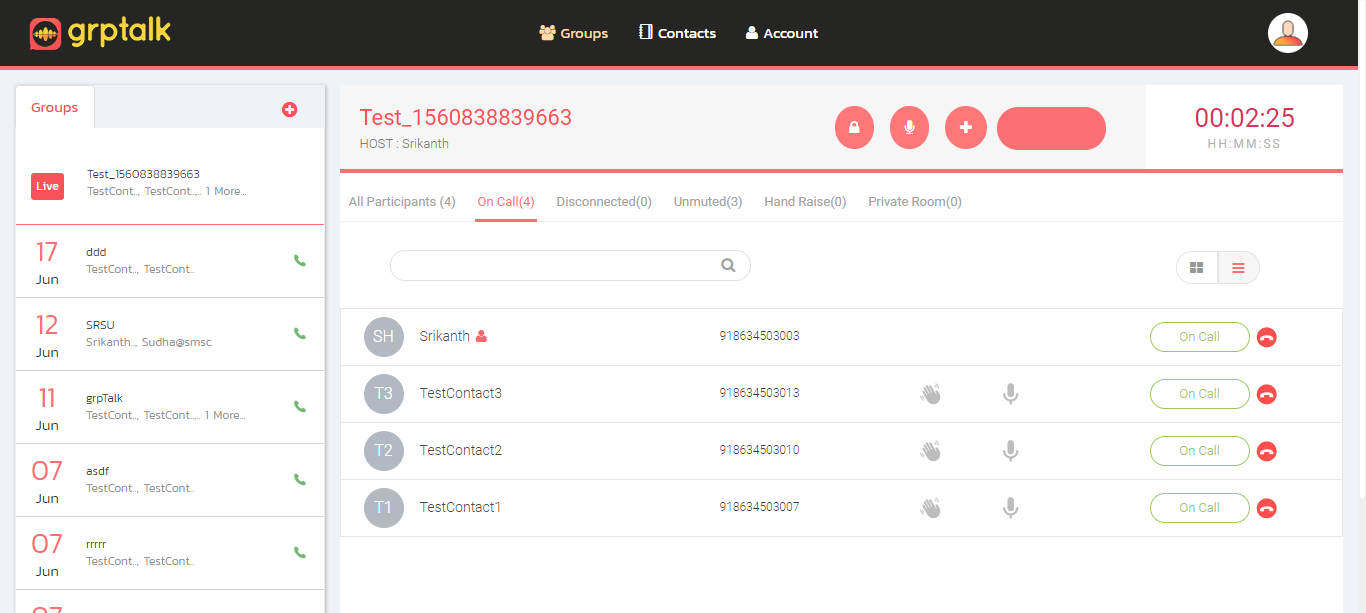 grptalk
Groups
Contacts
Account
Groups
Live
Test_1560838839663
TestCont.., TestCont..,.. 1 More...
17
Jun
ddd
TestCont.., TestCont..
12
Jun
SRSU
Srikanth.., Sudha@smsc
11
Jun
grpTalk
TestCont.., TestCont..,.. 1 More...
07
Jun
asdf
TestCont.., TestCont..
07
Jun
rrrrr
TestCont.., TestCont..
07
Test_1560838839663
HOST : Srikanth
00:02:25
HH:MM:SS
All Participants (4)
On Call(4)
Disconnected(0)
Unmuted(3)
Hand Raise(0)
Private Room(0)
SH Srikanth 918634503003 On Call
T3 TestContact3 918634503013 On Call
T2 TestContact2 918634503010 On Call
T1 TestContact1 918634503007 On Call